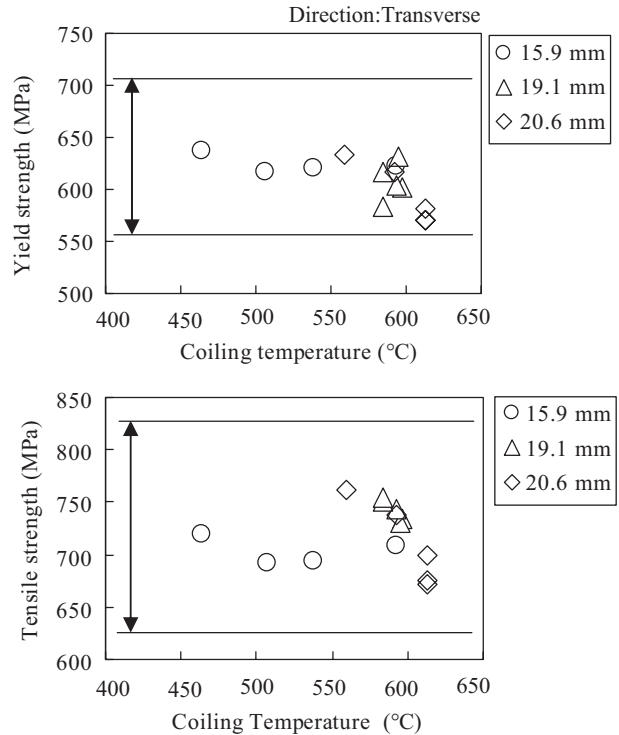 Direction:Transverse
750
700
650
600
550
500
Yield strength (MPa)
400 450 500 550 600 650
Coiling temperature (°C)
15.9 mm
19.1 mm
20.6 mm
850
800
750
700
650
600
Tensile strength (MPa)
400 450 500 550 600 650
Coiling Temperature (°C)
15.9 mm
19.1 mm
20.6 mm